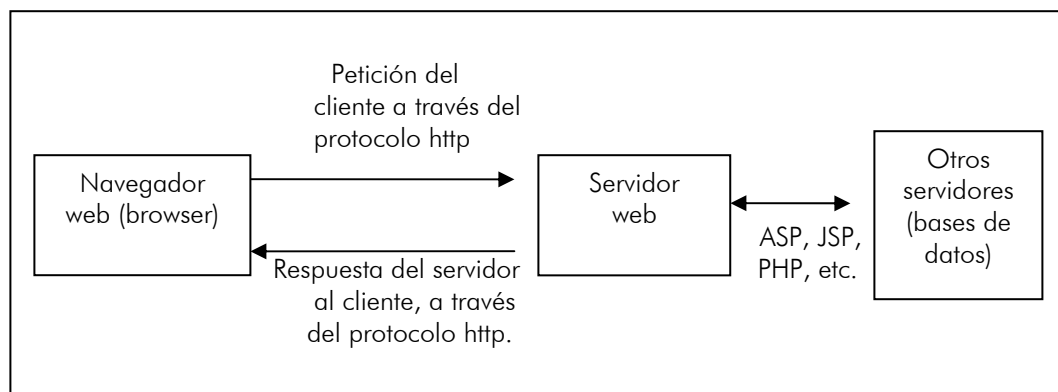 Petición del
cliente a través del
protocolo http
Navegador
web (browser)
Servidor
web
Otros
servidores
(bases de
datos)
ASP, JSP,
PHP, etc.
Respuesta del servidor
al cliente, a través
del protocolo http.